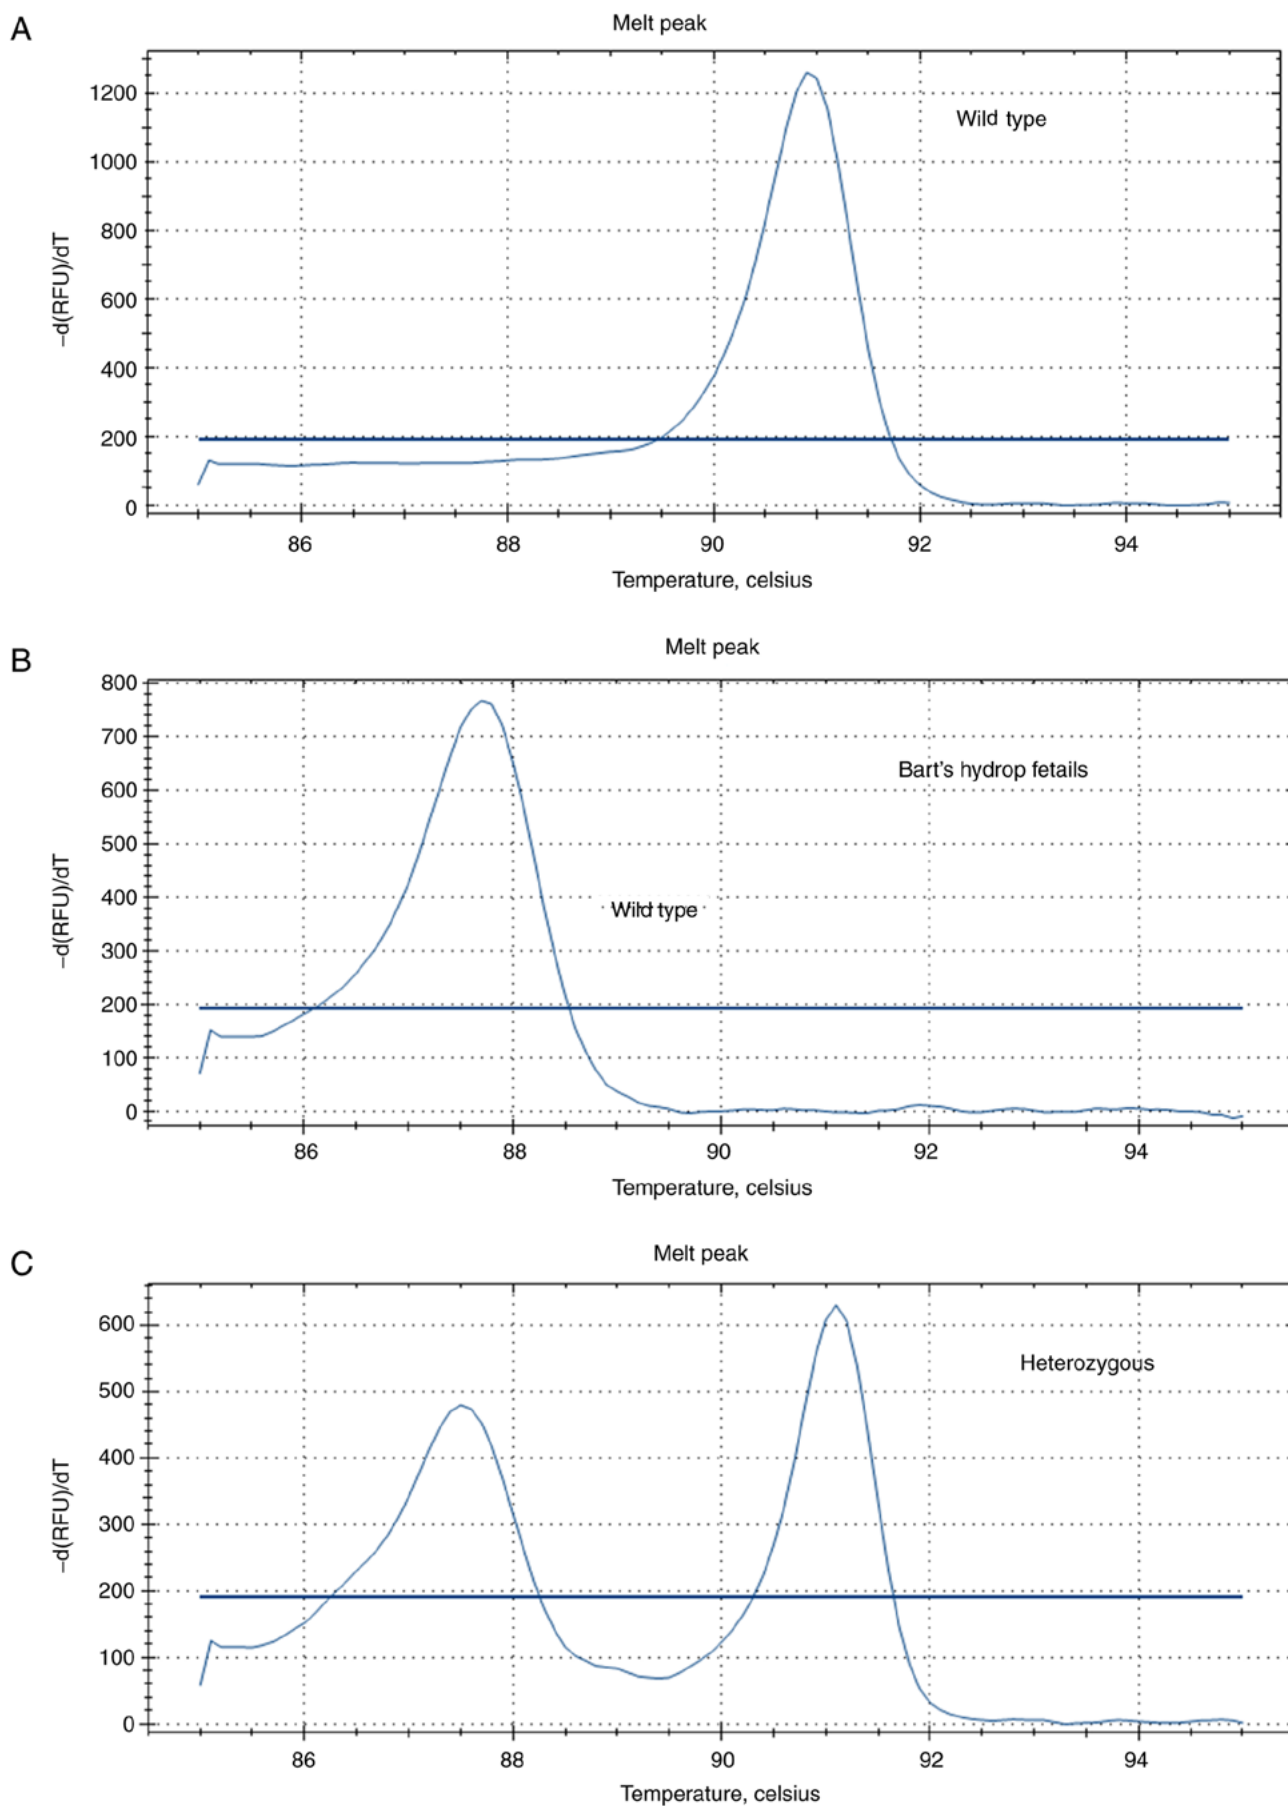 A
Melt peak
Wild type
−d(RFU)/dT
1200
1000
800
600
400
200
0
86 88 90 92 94
Temperature, celsius
B
Melt peak
Bart's hydrop fetails
Wild type
−d(RFU)/dT
800
700
600
500
400
300
200
100
0
86 88 90 92 94
Temperature, celsius
C
Melt peak
Heterozygous
−d(RFU)/dT
600
500
400
300
200
100
0
86 88 90 92 94
Temperature, celsius